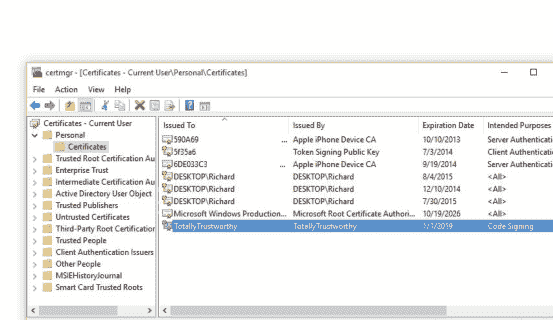 certmgr - [Certificates - Current User\Personal\Certificates]
File Action View Help
Certificates - Current User
Personal
Certificates
Trusted Root Certification Au
Enterprise Trust
Intermediate Certification Au
Active Directory User Object
Trusted Publishers
Untrusted Certificates
Third-Party Root Certification
Trusted People
Client Authentication Issuers
Other People
MSIEHistoryJournal
Smart Card Trusted Roots
Issued To Issued By Expiration Date Intended Purposes
590A69 ... Apple iPhone Device CA 10/10/2013 Server Authenticati
5f35a6 Token Signing Public Key 7/3/2014 Client Authenticati
6DE033C3 ... Apple iPhone Device CA 9/19/2014 Server Authenticati
DESKTOP\Richard DESKTOP\Richard 8/4/2015 <All>
DESKTOP\Richard DESKTOP\Richard 12/10/2014 <All>
DESKTOP\Richard DESKTOP\Richard 7/30/2015 <All>
Microsoft Windows Production... Microsoft Root Certificate Authori... 10/19/2026 <All>
TotallyTrustworthy TotallyTrustworthy 1/1/2019 Code Signing